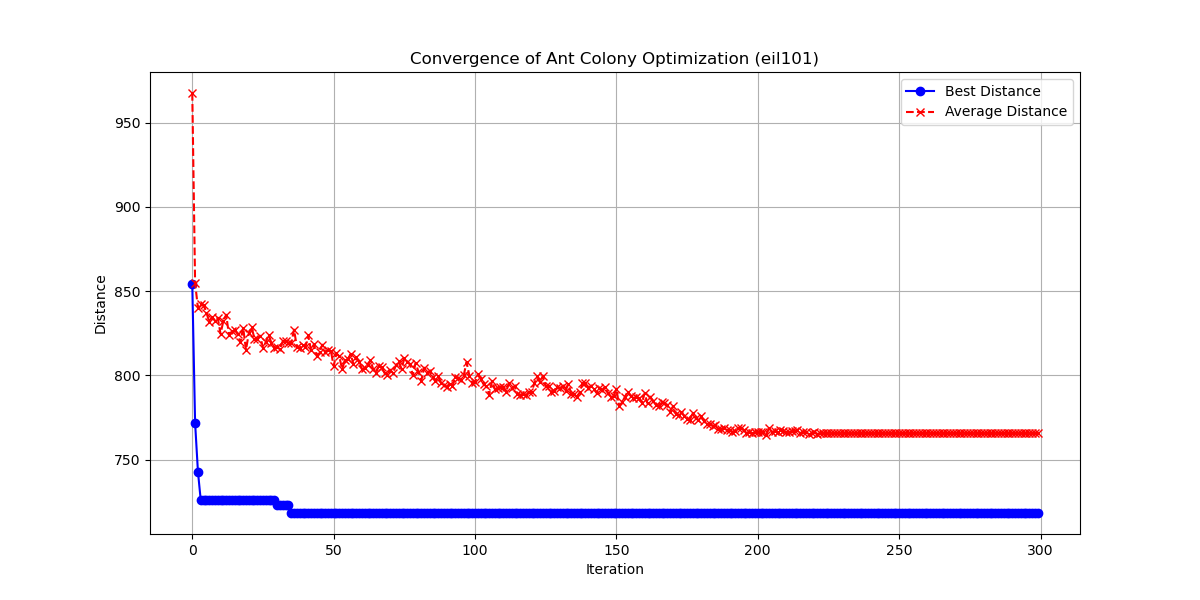 Convergence of Ant Colony Optimization (eil101)
Best Distance
Average Distance
950
900
850
800
750
Distance
0
50
100
150
200
250
300
Iteration